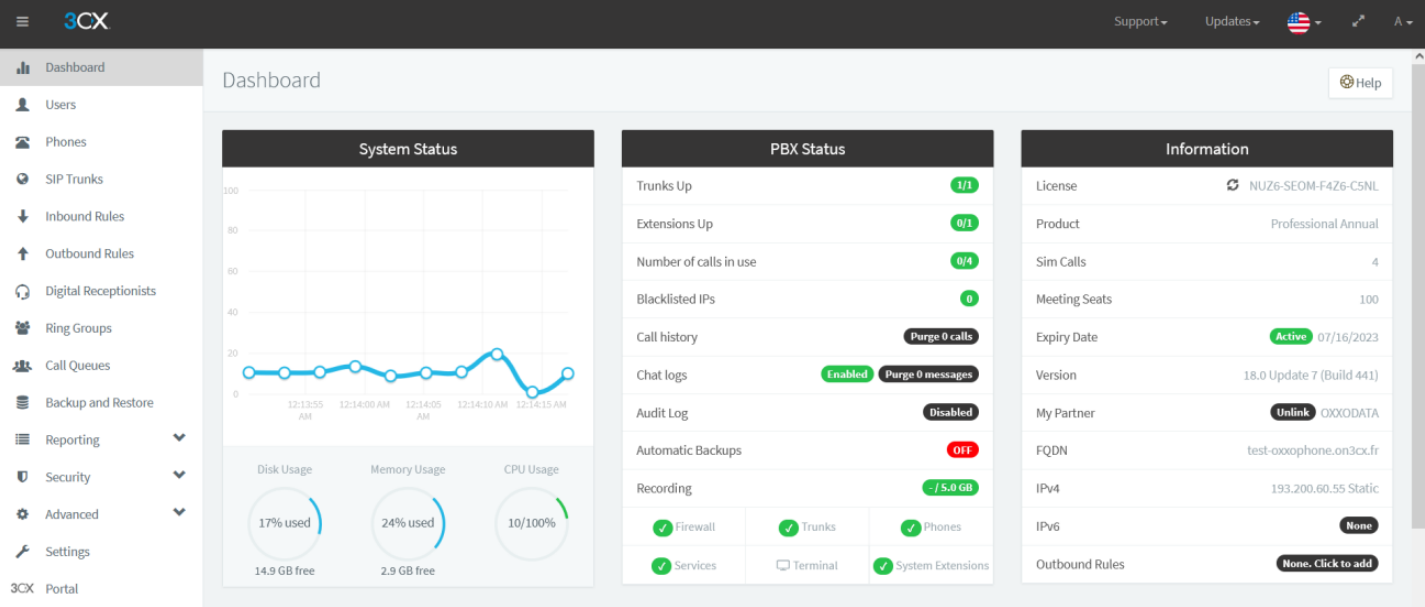 3CX
Support
Updates
A
Dashboard
Users
Phones
SIP Trunks
Inbound Rules
Outbound Rules
Digital Receptionists
Ring Groups
Call Queues
Backup and Restore
Reporting
Security
Advanced
Settings
3CX Portal
Dashboard
Help
System Status
100
80
60
40
20
0
12:13:55 AM
12:14:00 AM
12:14:05 AM
12:14:10 AM
12:14:15 AM
Disk Usage
Memory Usage
CPU Usage
17% used
24% used
10/100%
14.9 GB free
2.9 GB free
PBX Status
Trunks Up 1/1
Extensions Up 0/1
Number of calls in use 0/4
Blacklisted IPs 0
Call history Purge 0 calls
Chat logs Enabled Purge 0 messages
Audit Log Disabled
Automatic Backups OFF
Recording - / 5.0 GB
Firewall Trunks Phones
Services Terminal System Extensions
Information
License NUZ6-SEOM-F4Z6-C5NL
Product Professional Annual
Sim Calls 4
Meeting Seats 100
Expiry Date Active 07/16/2023
Version 18.0 Update 7 (Build 441)
My Partner Unlink OXXODATA
FQDN test-oxxophone.on3cx.fr
IPv4 193.200.60.55 Static
IPv6 None
Outbound Rules None. Click to add